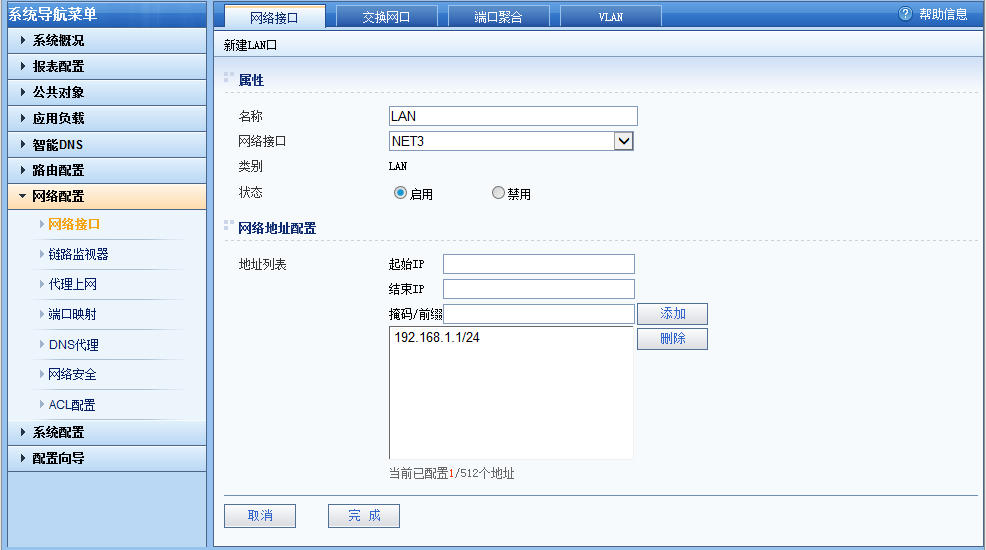 系统导航菜单
系统概况
报表配置
公共对象
应用负载
智能DNS
路由配置
网络配置
网络接口
链路监视器
代理上网
端口映射
DNS代理
网络安全
ACL配置
系统配置
配置向导
网络接口 交换网口 端口聚合 VLAN ? 帮助信息
新建LAN口
属性
名称 LAN
网络接口 NET3
类别 LAN
状态 启用 禁用
网络地址配置
地址列表 起始IP
结束IP
掩码/前缀 添加
192.168.1.1/24 删除
当前已配置1/512个地址
取消 完 成